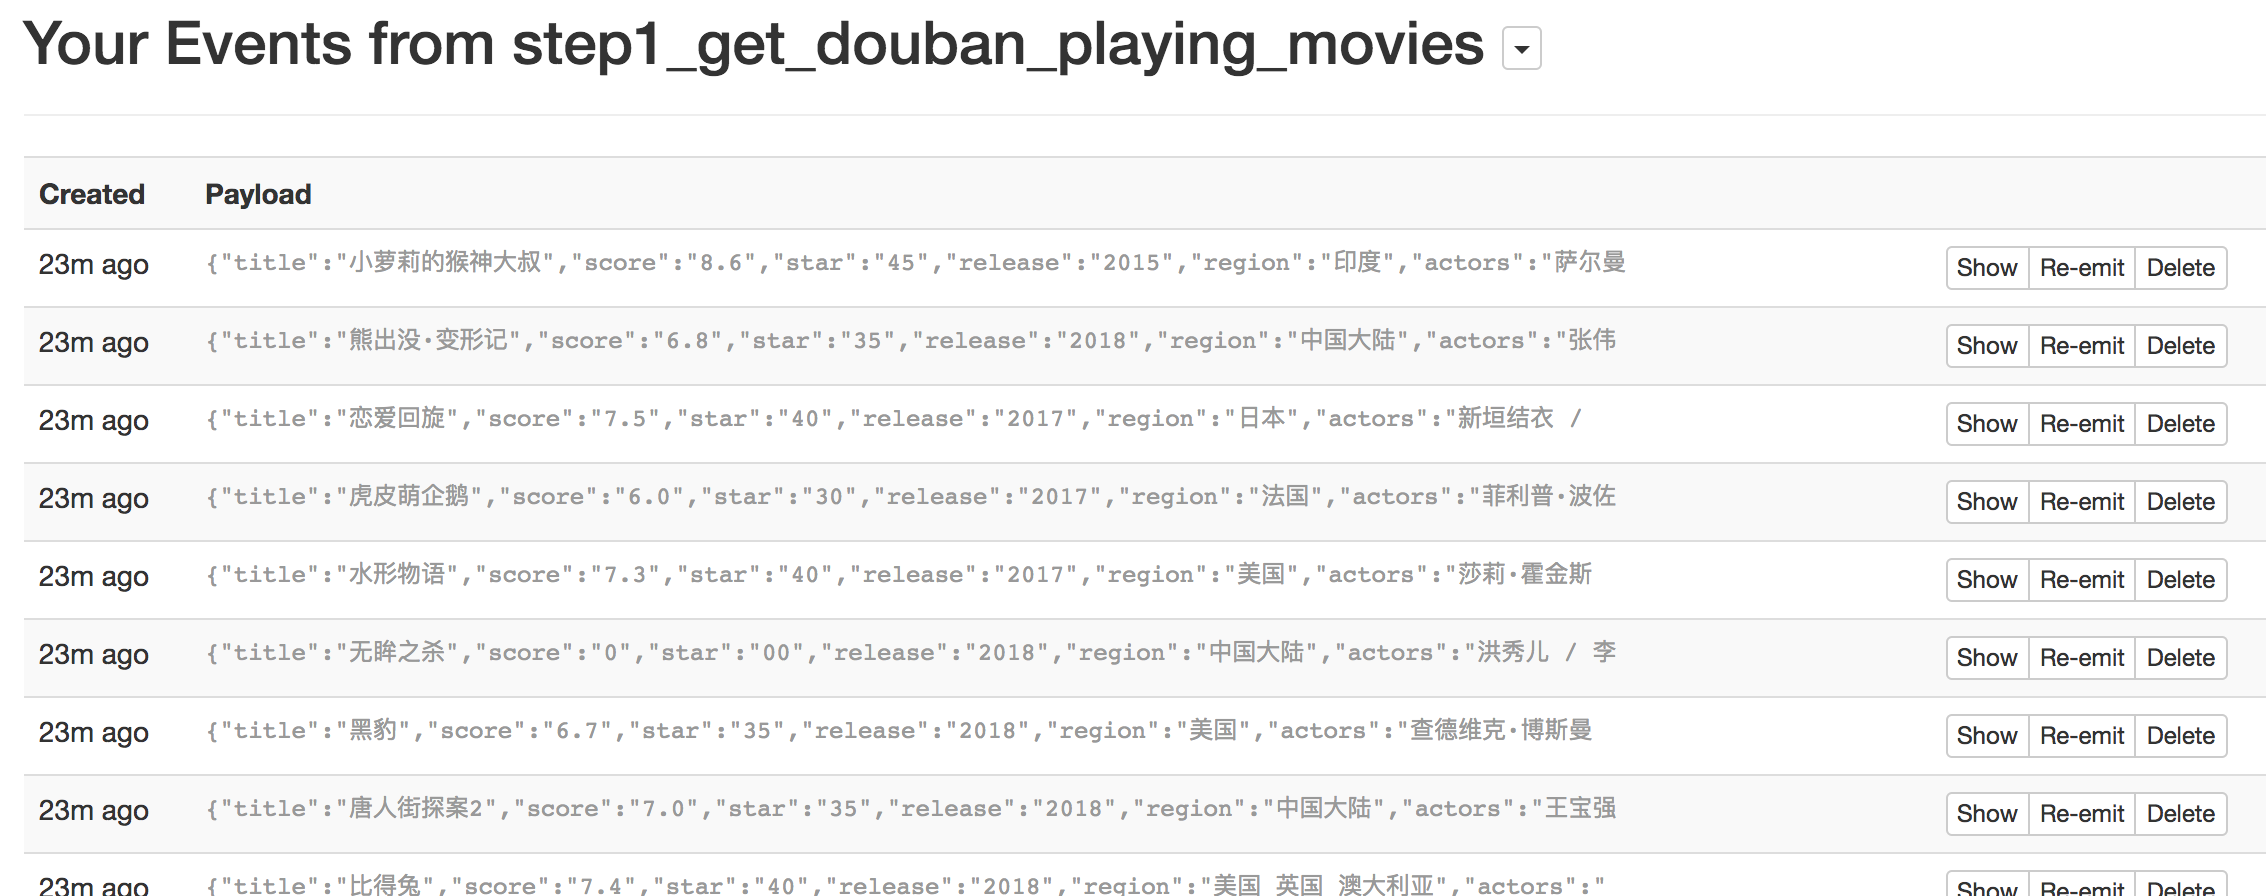 Your Events from step1_get_douban_playing_movies
Created Payload
23m ago {"title":"小萝莉的猴神大叔","score":"8.6","star":"45","release":"2015","region":"印度","actors":"萨尔曼 Show Re-emit Delete
23m ago {"title":"熊出没·变形记","score":"6.8","star":"35","release":"2018","region":"中国大陆","actors":"张伟 Show Re-emit Delete
23m ago {"title":"恋爱回旋","score":"7.5","star":"40","release":"2017","region":"日本","actors":"新垣结衣 / Show Re-emit Delete
23m ago {"title":"虎皮萌企鹅","score":"6.0","star":"30","release":"2017","region":"法国","actors":"菲利普·波佐 Show Re-emit Delete
23m ago {"title":"水形物语","score":"7.3","star":"40","release":"2017","region":"美国","actors":"莎莉·霍金斯 Show Re-emit Delete
23m ago {"title":"无眸之杀","score":"0","star":"00","release":"2018","region":"中国大陆","actors":"洪秀儿 / 李 Show Re-emit Delete
23m ago {"title":"黑豹","score":"6.7","star":"35","release":"2018","region":"美国","actors":"查德维克·博斯曼 Show Re-emit Delete
23m ago {"title":"唐人街探案2","score":"7.0","star":"35","release":"2018","region":"中国大陆","actors":"王宝强 Show Re-emit Delete
23m ago {"title":"比得兔","score":"7.4","star":"40","release":"2018","region":"美国 英国 澳大利亚","actors":" Show Re-emit Delete